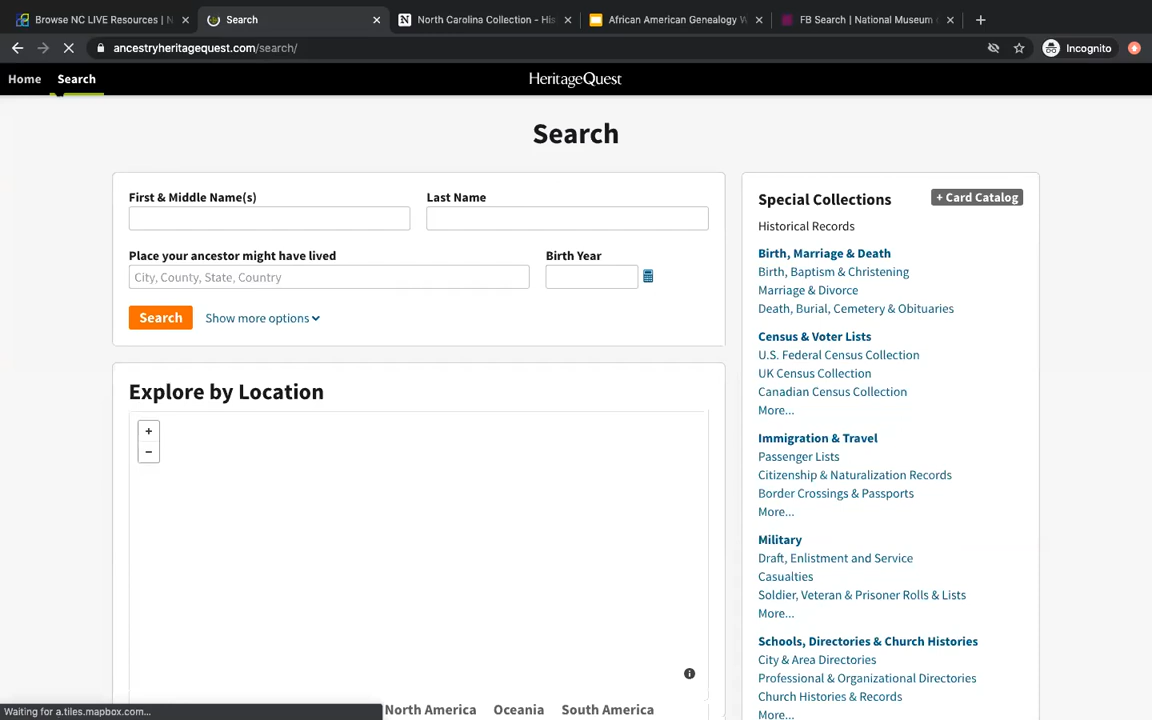 Browse NC LIVE Resources | N
Search
North Carolina Collection - His
African American Genealogy W
FB Search | National Museum
ancestryheritagequest.com/search/
Incognito
Home
Search
HeritageQuest
Search
First & Middle Name(s)
Last Name
Place your ancestor might have lived
Birth Year
City, County, State, Country
Search
Show more options
Explore by Location
+
−
North America
Oceania
South America
Special Collections
+ Card Catalog
Historical Records
Birth, Marriage & Death
Birth, Baptism & Christening
Marriage & Divorce
Death, Burial, Cemetery & Obituaries
Census & Voter Lists
U.S. Federal Census Collection
UK Census Collection
Canadian Census Collection
More...
Immigration & Travel
Passenger Lists
Citizenship & Naturalization Records
Border Crossings & Passports
More...
Military
Draft, Enlistment and Service
Casualties
Soldier, Veteran & Prisoner Rolls & Lists
More...
Schools, Directories & Church Histories
City & Area Directories
Professional & Organizational Directories
Church Histories & Records
More...
Waiting for a.tiles.mapbox.com...